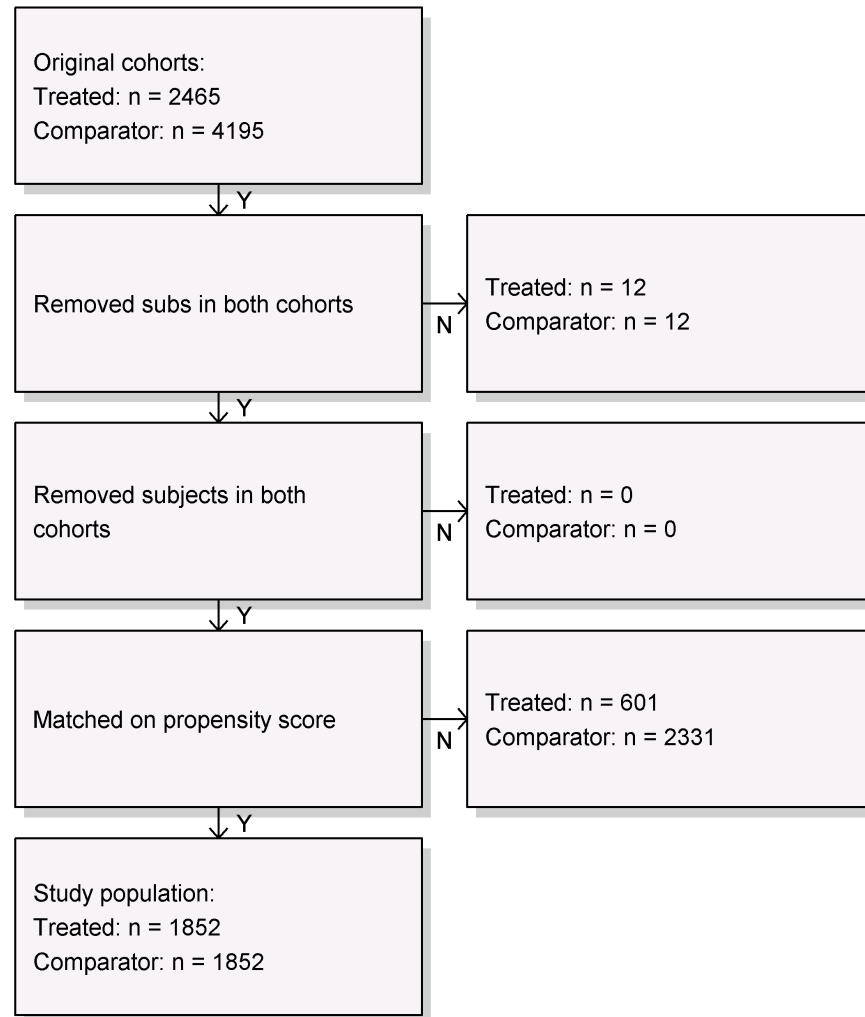 Original cohorts:
Treated: n = 2465
Comparator: n = 4195
Y
Removed subs in both cohorts
N
Treated: n = 12
Comparator: n = 12
Y
Removed subjects in both
cohorts
N
Treated: n = 0
Comparator: n = 0
Y
Matched on propensity score
N
Treated: n = 601
Comparator: n = 2331
Y
Study population:
Treated: n = 1852
Comparator: n = 1852